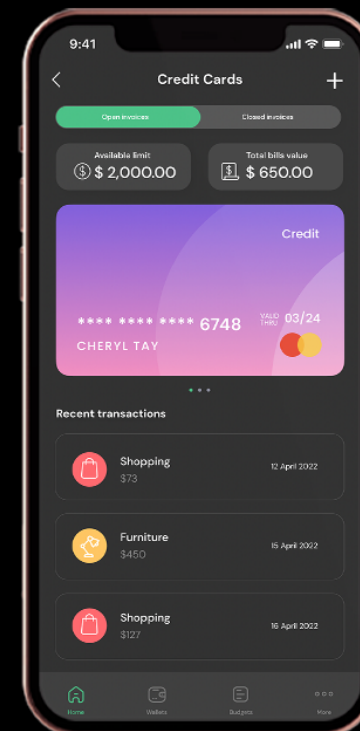 9:41
Credit Cards
Open invoices
Closed invoices
Available limit
$ $ 2,000.00
Total bills value
$ $ 650.00
Credit
**** **** **** 6748
VALID THRU 03/24
CHERYL TAY
Recent transactions
Shopping
$73
12 April 2022
Furniture
$450
15 April 2022
Shopping
$127
16 April 2022
Home
Wallets
Budgets
More